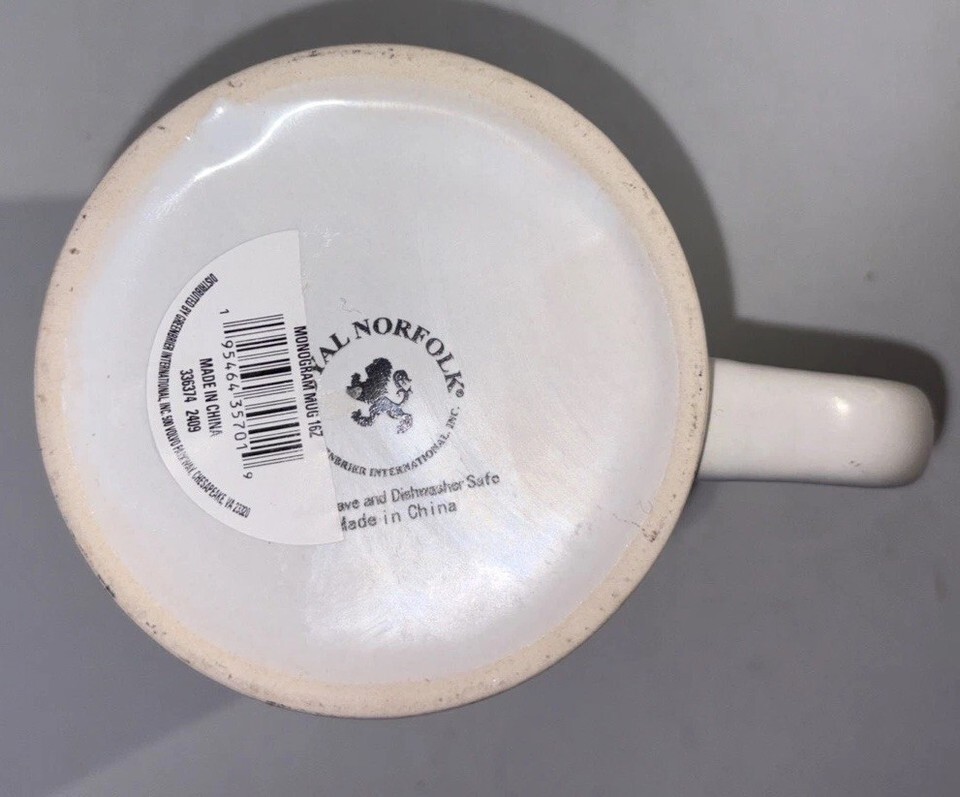 DISTRIBUTED BY GREENBRIER INTERNATIONAL, INC. 500 VOLVO PARKWAY, CHESAPEAKE, VA 23320
MADE IN CHINA
336374 2409
1 95464 35701 9
MONOGRAM MUG 16Z
YAL NORFOLK®
NBRIER INTERNATIONAL, INC.
ave and Dishwasher Safe
Made in China